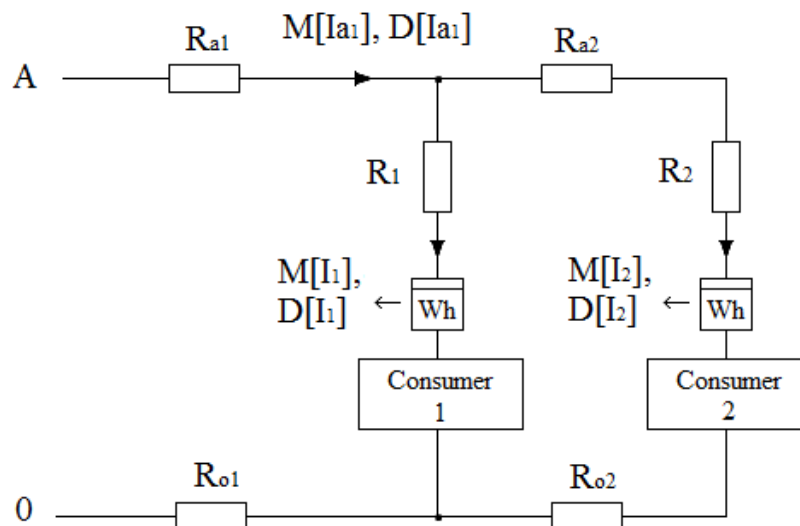 M[Ia1], D[Ia1]
Ra1
Ra2
A
R1
R2
M[I1],
D[I1]
Wh
M[I2],
D[I2]
Wh
Consumer
1
Consumer
2
Ro1
Ro2
0